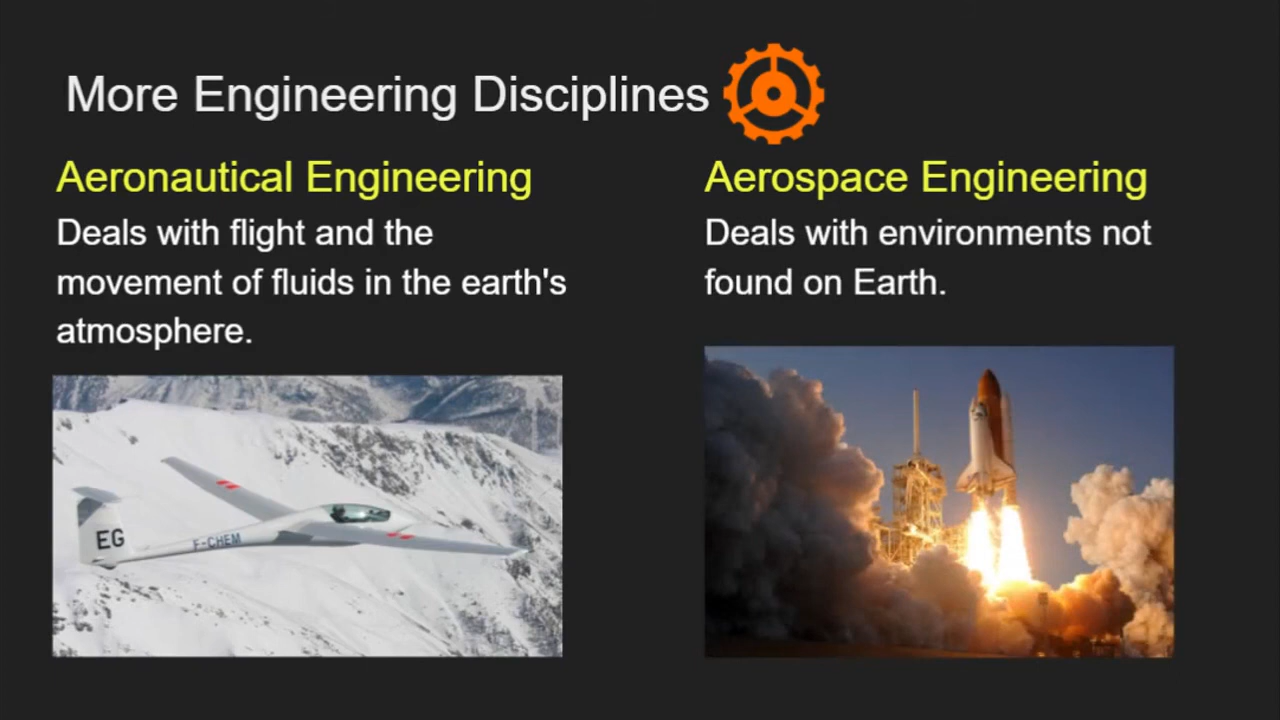 More Engineering Disciplines
Aeronautical Engineering
Deals with flight and the
movement of fluids in the earth's
atmosphere.
EG
F-CHEM
Aerospace Engineering
Deals with environments not
found on Earth.